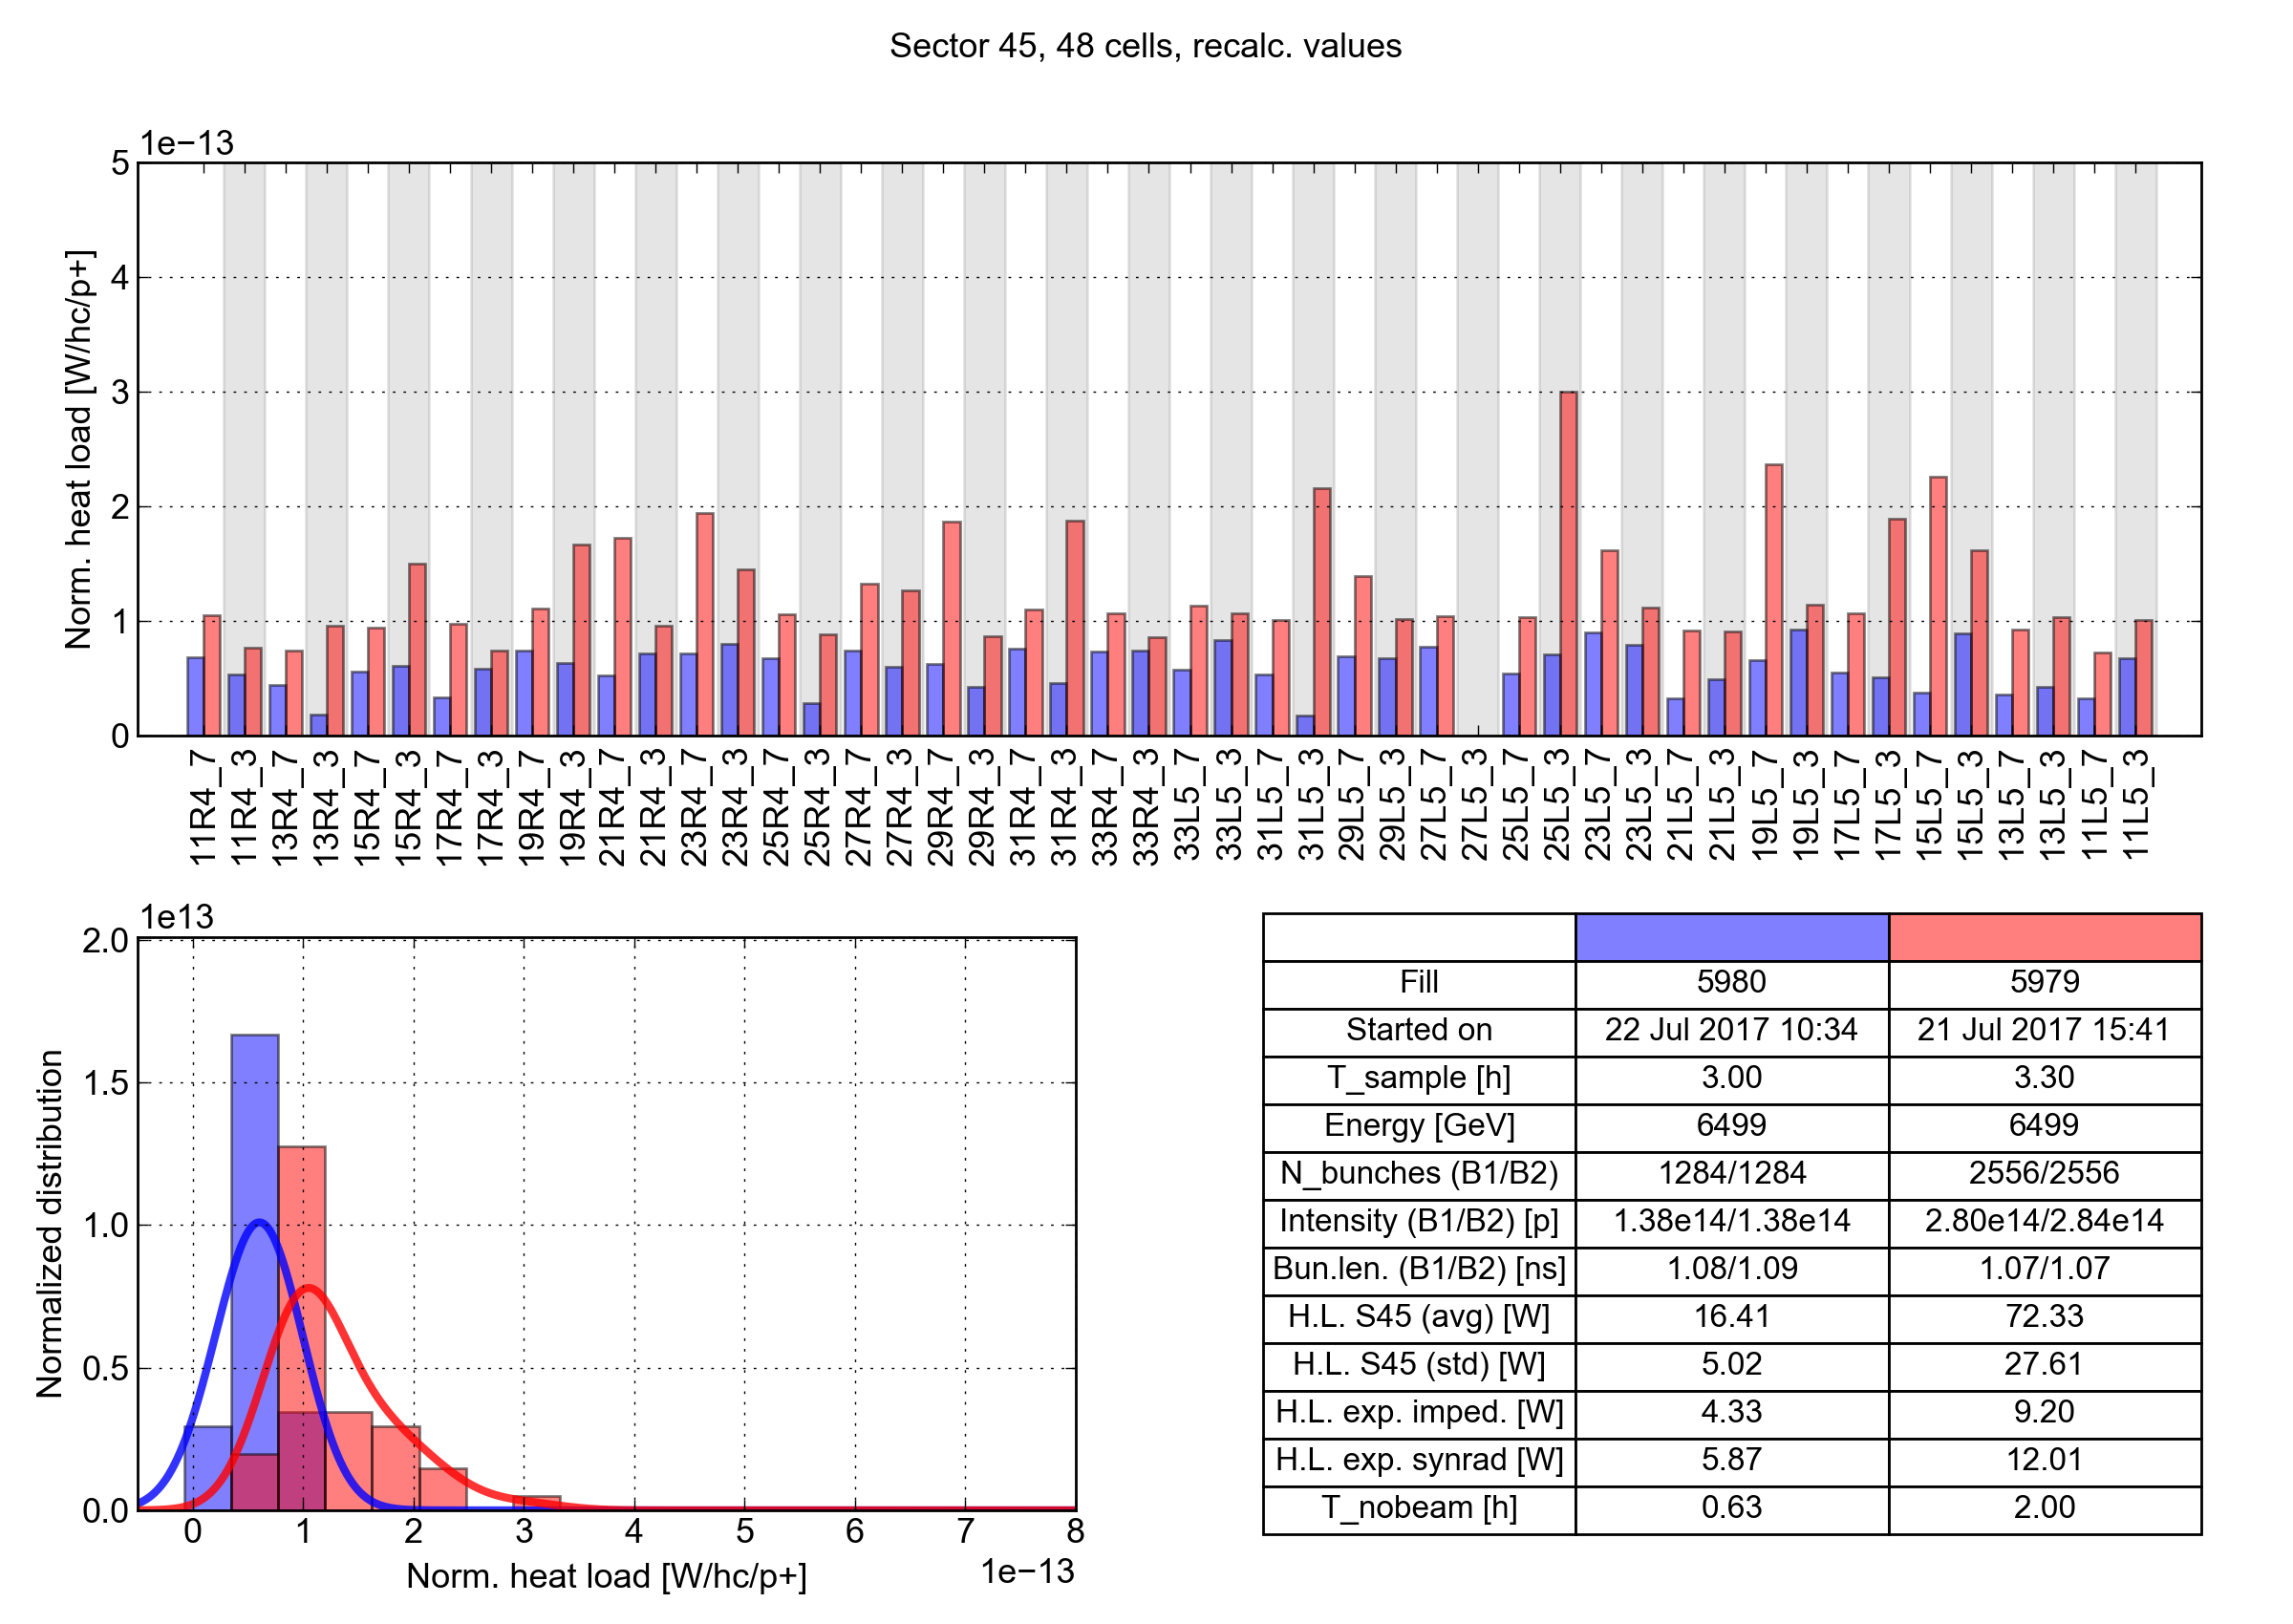 Sector 45, 48 cells, recalc. values
1e−13
5
4
3
2
1
0
Norm. heat load [W/hc/p+]
11R4_7
11R4_3
13R4_7
13R4_3
15R4_7
15R4_3
17R4_7
17R4_3
19R4_7
19R4_3
21R4_7
21R4_3
23R4_7
23R4_3
25R4_7
25R4_3
27R4_7
27R4_3
29R4_7
29R4_3
31R4_7
31R4_3
33R4_7
33R4_3
33L5_7
33L5_3
31L5_7
31L5_3
29L5_7
29L5_3
27L5_7
27L5_3
25L5_7
25L5_3
23L5_7
23L5_3
21L5_7
21L5_3
19L5_7
19L5_3
17L5_7
17L5_3
15L5_7
15L5_3
13L5_7
13L5_3
11L5_7
11L5_3
1e13
2.0
1.5
1.0
0.5
0.0
Normalized distribution
0 1 2 3 4 5 6 7 8
1e−13
Norm. heat load [W/hc/p+]
Fill 5980 5979
Started on 22 Jul 2017 10:34 21 Jul 2017 15:41
T_sample [h] 3.00 3.30
Energy [GeV] 6499 6499
N_bunches (B1/B2) 1284/1284 2556/2556
Intensity (B1/B2) [p] 1.38e14/1.38e14 2.80e14/2.84e14
Bun.len. (B1/B2) [ns] 1.08/1.09 1.07/1.07
H.L. S45 (avg) [W] 16.41 72.33
H.L. S45 (std) [W] 5.02 27.61
H.L. exp. imped. [W] 4.33 9.20
H.L. exp. synrad [W] 5.87 12.01
T_nobeam [h] 0.63 2.00